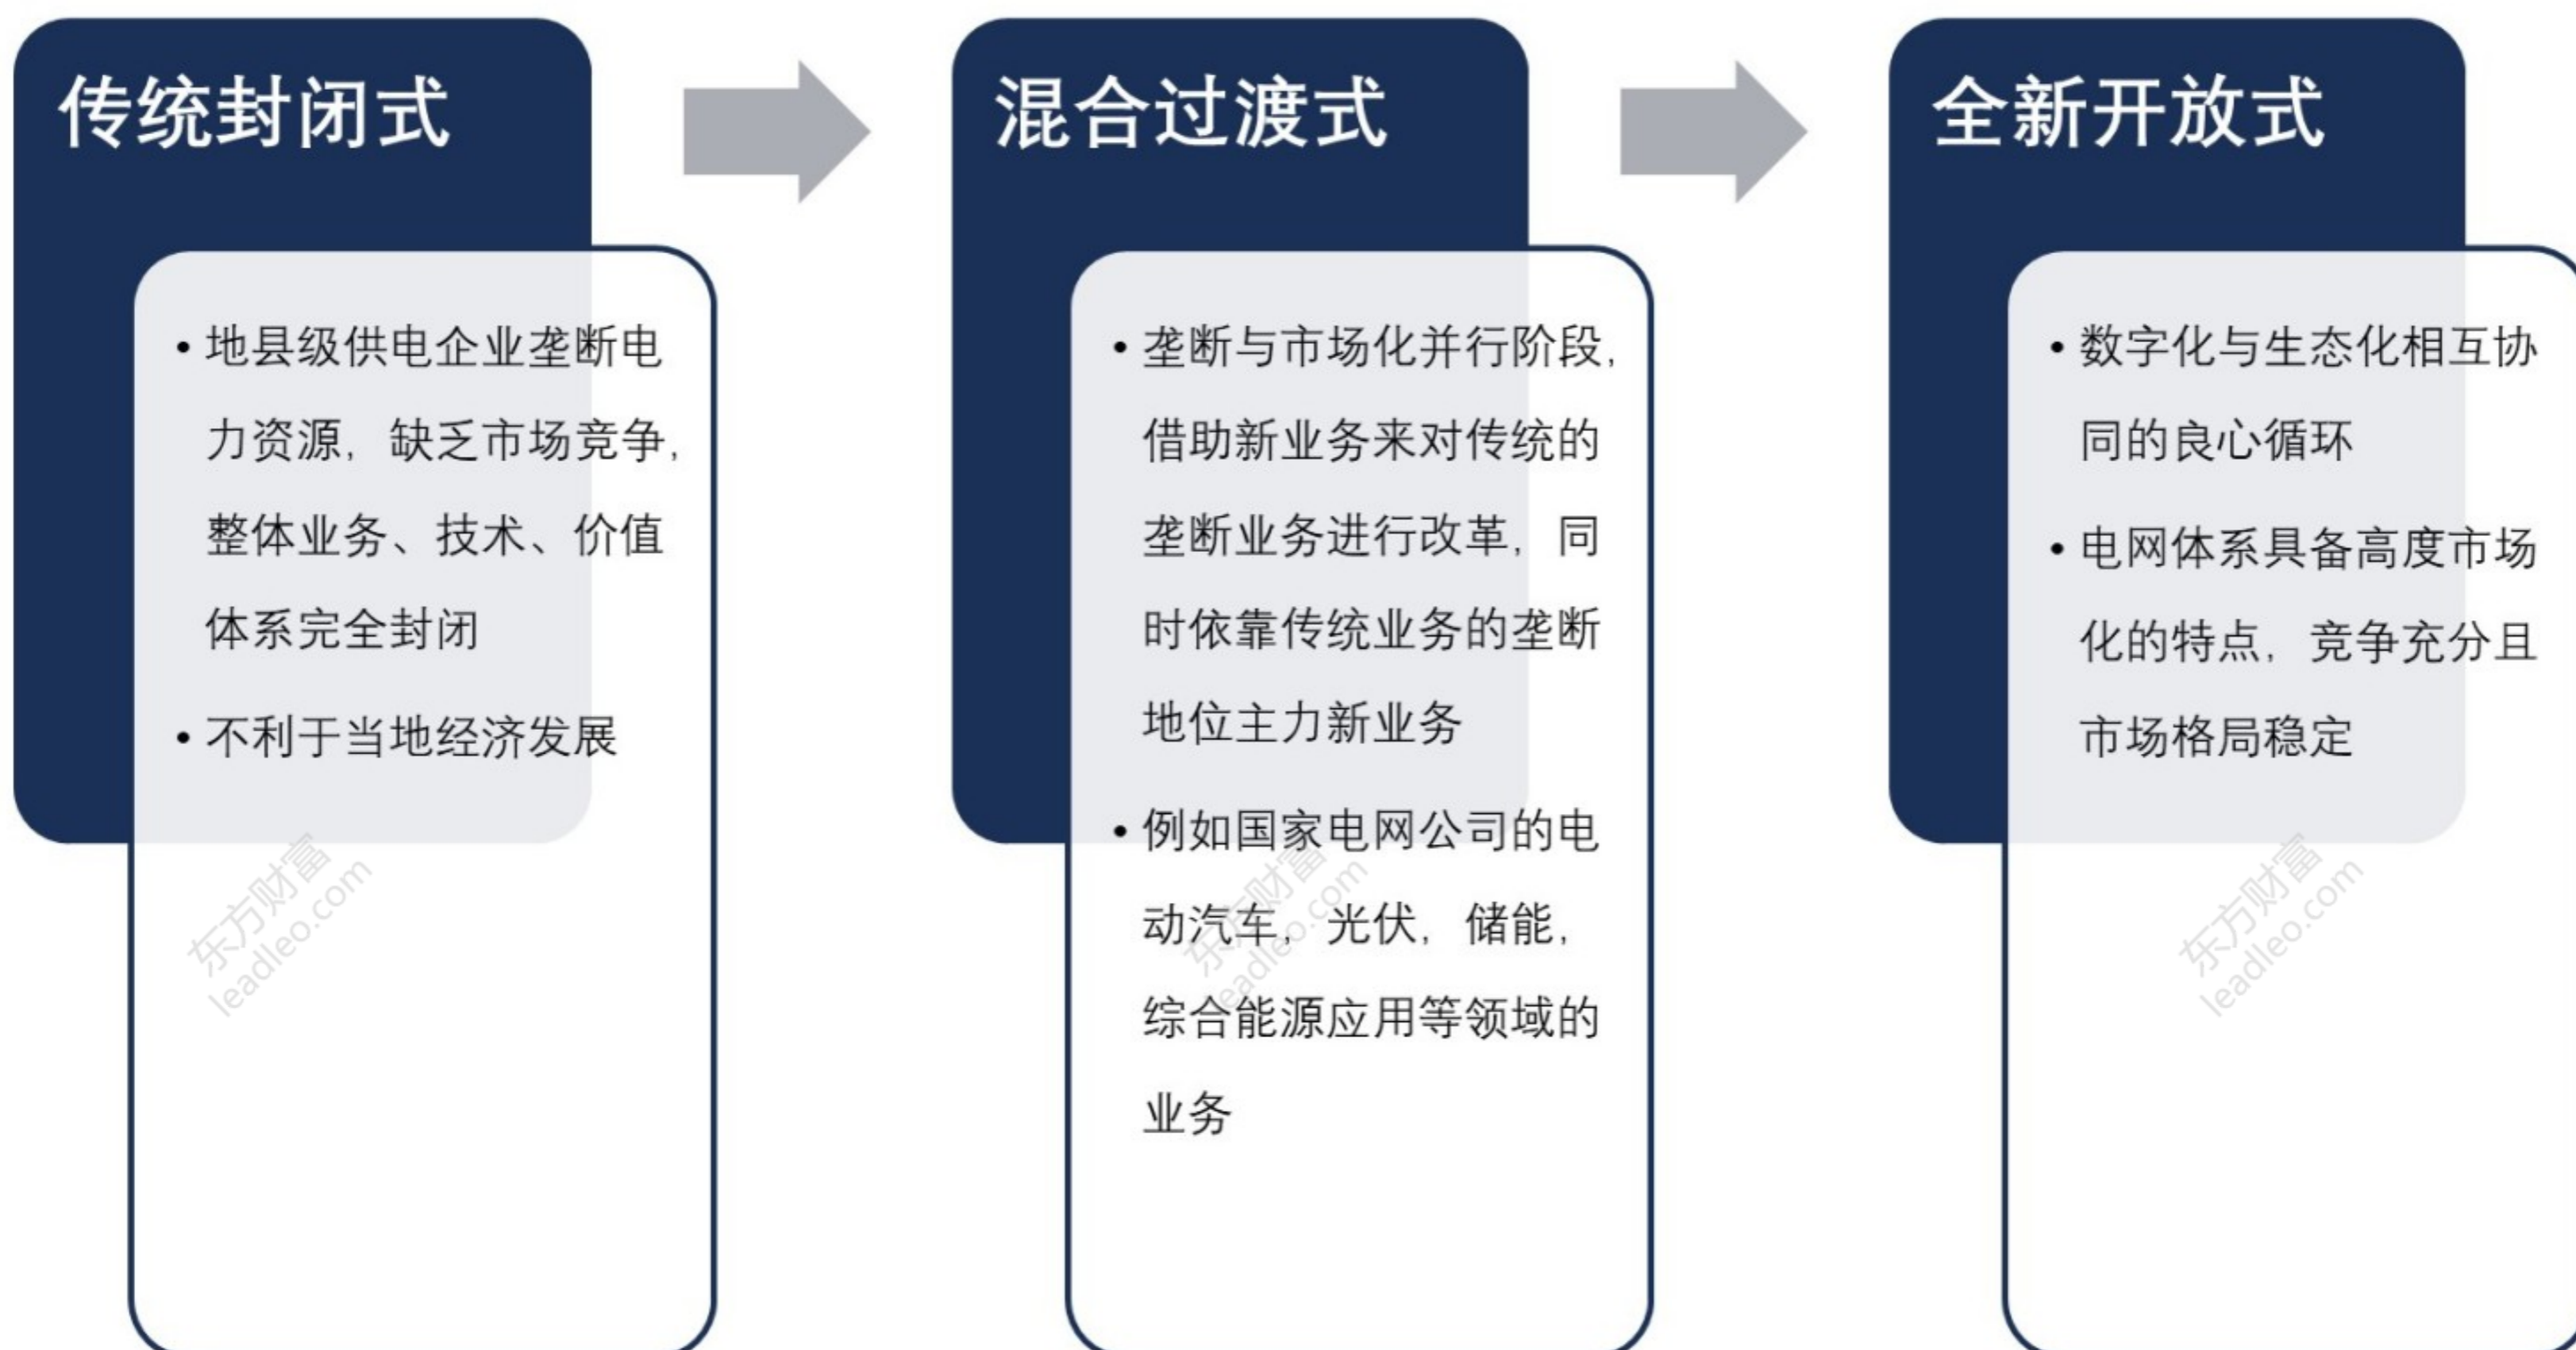 传统封闭式
• 地县级供电企业垄断电
力资源，缺乏市场竞争，
整体业务、技术、价值
体系完全封闭
• 不利于当地经济发展
混合过渡式
• 垄断与市场化并行阶段，
借助新业务来对传统的
垄断业务进行改革，同
时依靠传统业务的垄断
地位主力新业务
• 例如国家电网公司的电
动汽车，光伏，储能，
综合能源应用等领域的
业务
全新开放式
• 数字化与生态化相互协
同的良心循环
• 电网体系具备高度市场
化的特点，竞争充分且
市场格局稳定
东方财富
leadleo.com
东方财富
leadleo.com
东方财富
leadleo.com